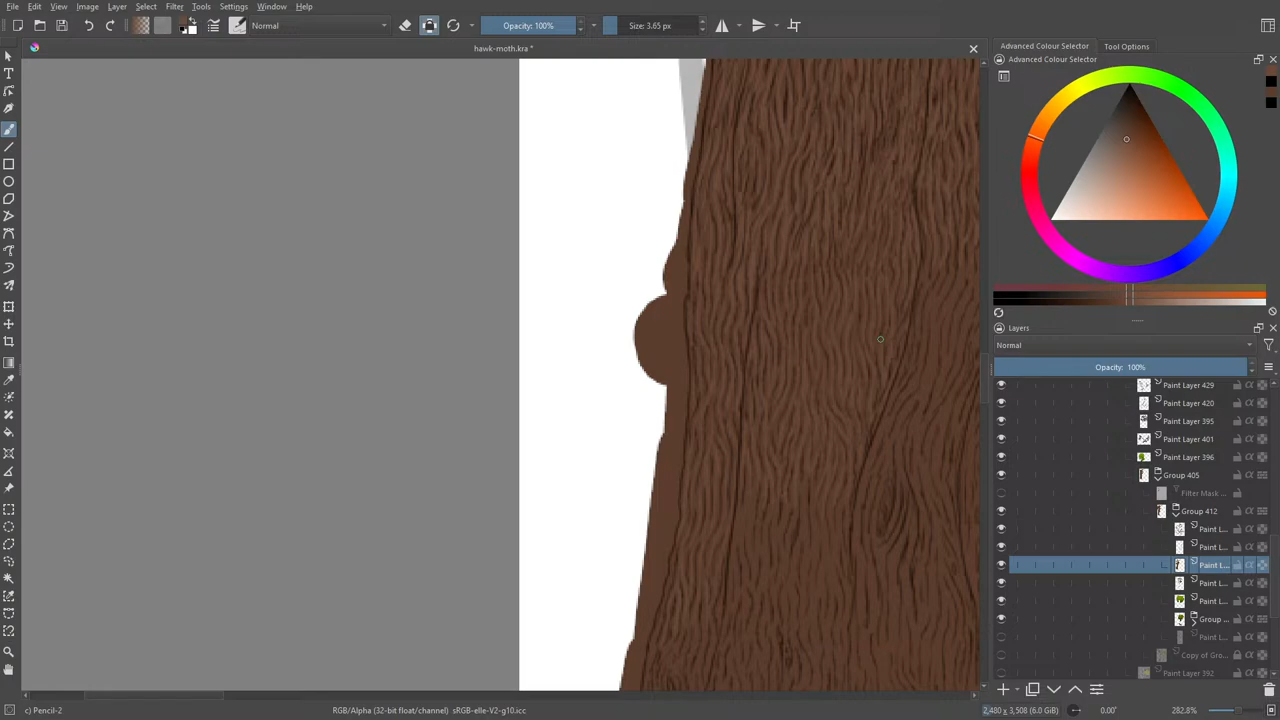 File Edit View Image Layer Select Filter Tools Settings Window Help
Normal Opacity: 100% Size: 3.65 px
hawk-moth.kra *
Advanced Colour Selector Tool Options
Advanced Colour Selector
Layers
Normal
Opacity: 100%
Paint Layer 429
Paint Layer 420
Paint Layer 395
Paint Layer 401
Paint Layer 396
Group 405
Filter Mask ...
Group 412
Paint L...
Paint L...
Paint L...
Paint L...
Paint L...
Group ...
Paint L...
Copy of Gro...
Paint Layer 392
c) Pencil-2 RGB/Alpha (32-bit float/channel) sRGB-elle-V2-g10.icc 2,480 x 3,508 (6.0 GiB) 0.00° 282.8%